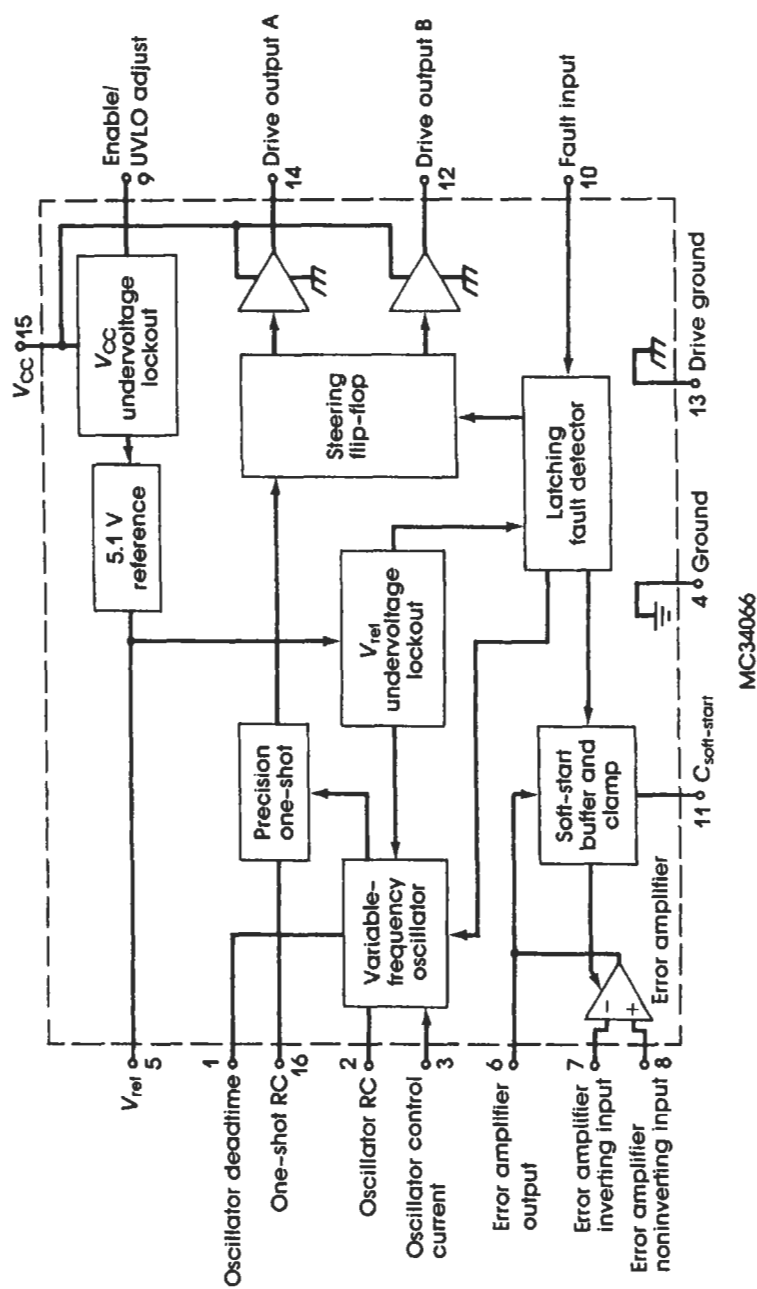 V_CC 15
Enable/
UVLO adjust
9
V_CC
undervoltage
lockout
5.1 V
reference
V_ref
5
Drive output A
14
Drive output B
12
Steering
flip-flop
Fault input
10
Latching
fault detector
V_ref
undervoltage
lockout
Precision
one-shot
Variable-
frequency
oscillator
Soft-start
buffer and
clamp
Oscillator deadtime
1
One-shot RC
16
Oscillator RC
2
Oscillator control
current
3
Error amplifier
output
6
Error amplifier
inverting input
7
Error amplifier
noninverting input
8
−
+
Error amplifier
11 C_soft-start
4 Ground
13 Drive ground
MC34066